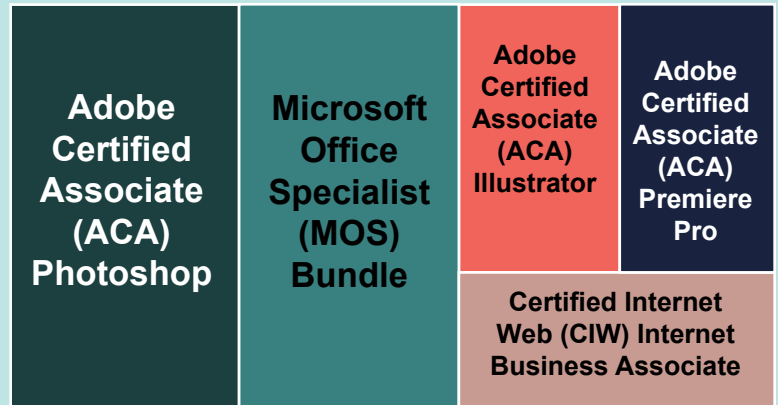 Adobe
Certified
Associate
(ACA)
Photoshop
Microsoft
Office
Specialist
(MOS)
Bundle
Adobe
Certified
Associate
(ACA)
Illustrator
Adobe
Certified
Associate
(ACA)
Premiere
Pro
Certified Internet
Web (CIW) Internet
Business Associate